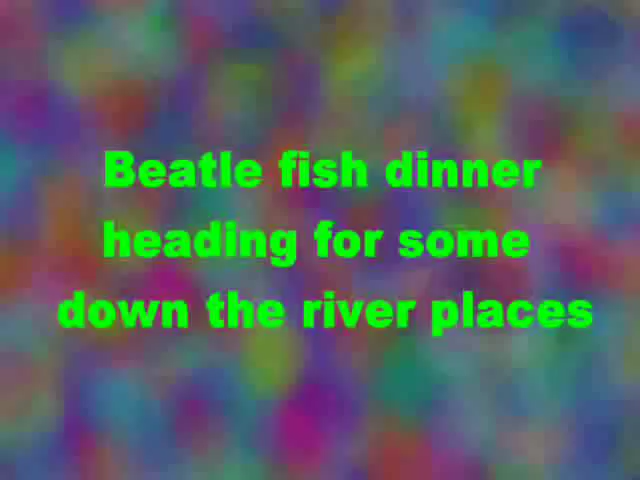 Beatle fish dinner
heading for some
down the river places